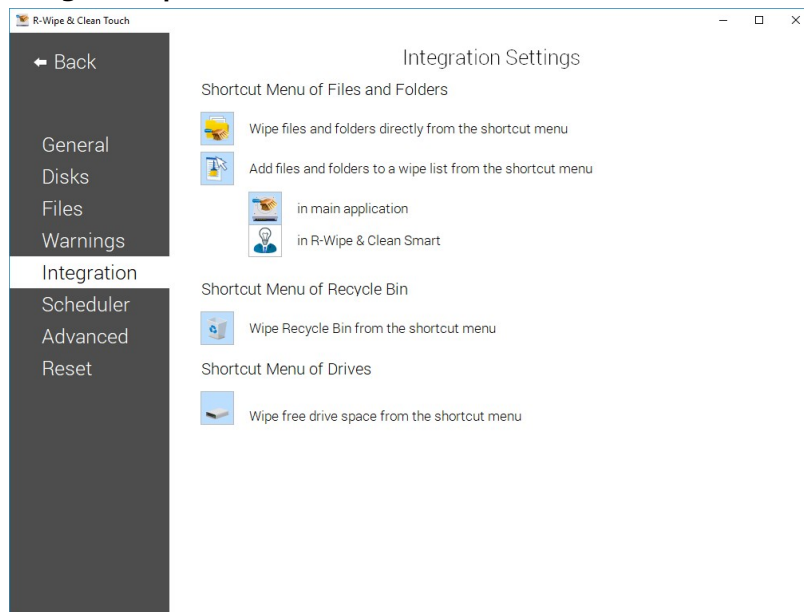 R-Wipe & Clean Touch
Back
Integration Settings
Shortcut Menu of Files and Folders
Wipe files and folders directly from the shortcut menu
General
Add files and folders to a wipe list from the shortcut menu
Disks
Files
in main application
Warnings
in R-Wipe & Clean Smart
Integration
Shortcut Menu of Recycle Bin
Scheduler
Wipe Recycle Bin from the shortcut menu
Advanced
Reset
Shortcut Menu of Drives
Wipe free drive space from the shortcut menu